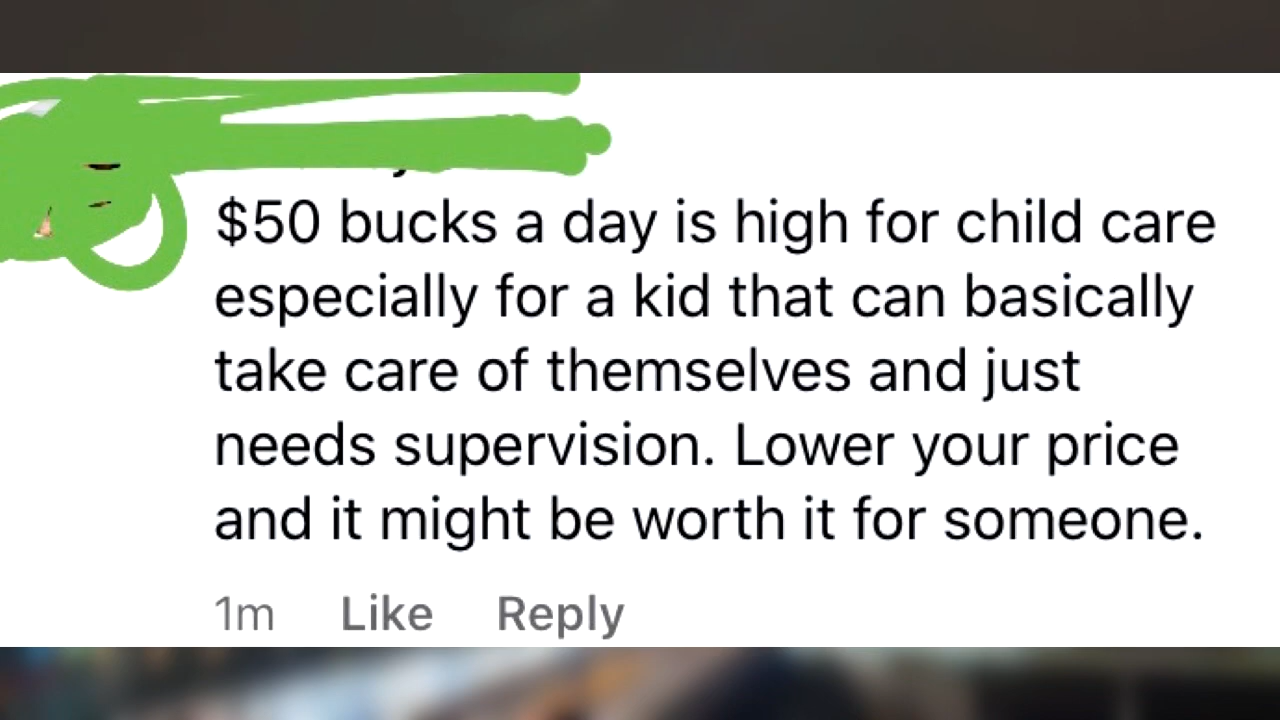 $50 bucks a day is high for child care
especially for a kid that can basically
take care of themselves and just
needs supervision. Lower your price
and it might be worth it for someone.
1m Like Reply